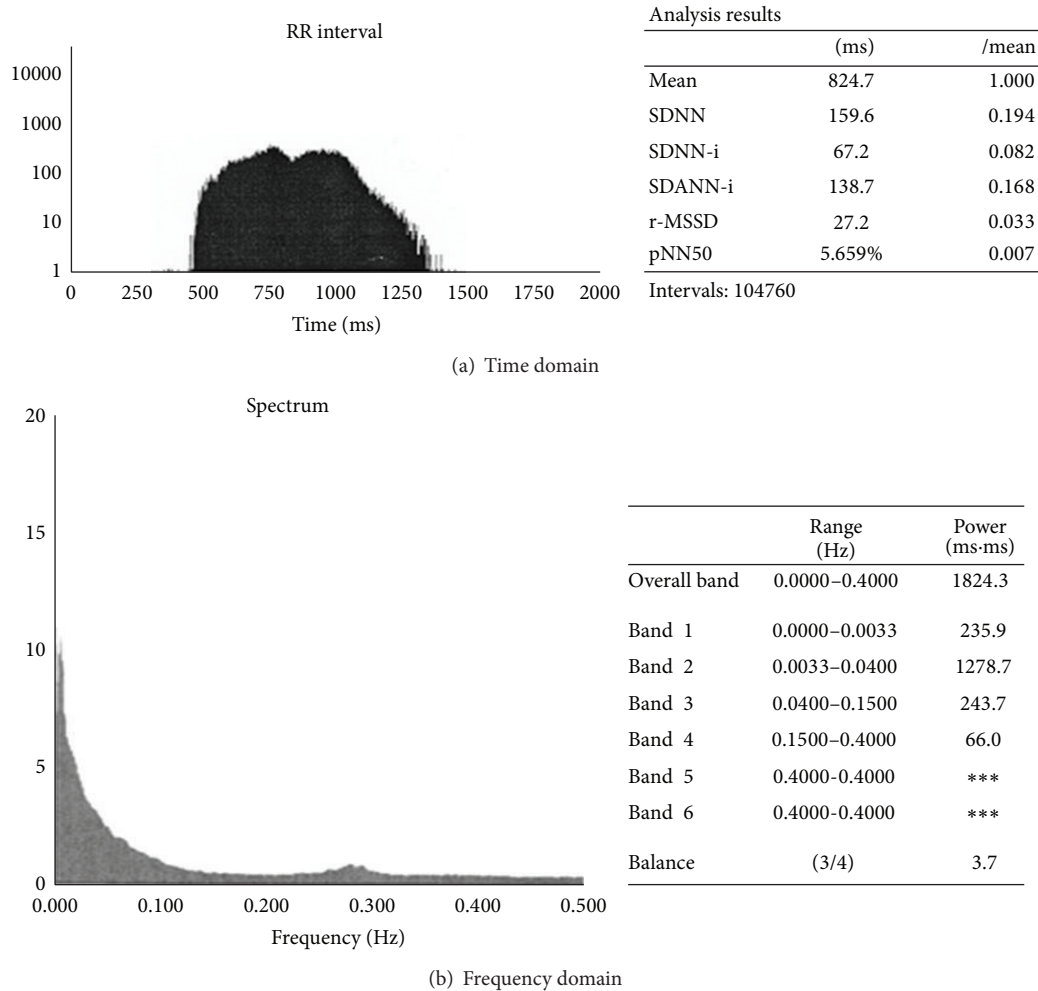 RR interval
10000
1000
100
10
1
0 250 500 750 1000 1250 1500 2000
Time (ms)
Analysis results
(ms) /mean
Mean 824.7 1.000
SDNN 159.6 0.194
SDNN-i 67.2 0.082
SDANN-i 138.7 0.168
r-MSSD 27.2 0.033
pNN50 5.659% 0.007
Intervals: 104760
(a) Time domain
Spectrum
20
15
10
5
0
0.000 0.100 0.200 0.300 0.400 0.500
Frequency (Hz)
Range Power
(Hz) (ms·ms)
Overall band 0.0000–0.4000 1824.3
Band 1 0.0000–0.0033 235.9
Band 2 0.0033–0.0400 1278.7
Band 3 0.0400–0.1500 243.7
Band 4 0.1500–0.4000 66.0
Band 5 0.4000-0.4000 ***
Band 6 0.4000-0.4000 ***
Balance (3/4) 3.7
(b) Frequency domain